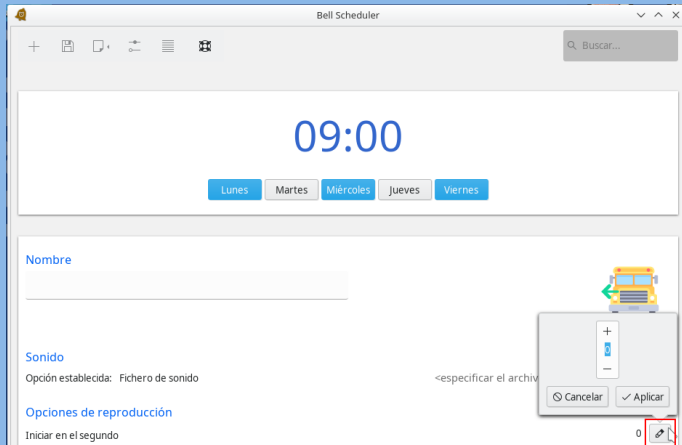 Bell Scheduler
Buscar...
09:00
Lunes Martes Miércoles Jueves Viernes
Nombre
Sonido
Opción establecida: Fichero de sonido <especificar el archiv
0
Cancelar Aplicar
Opciones de reproducción
Iniciar en el segundo 0